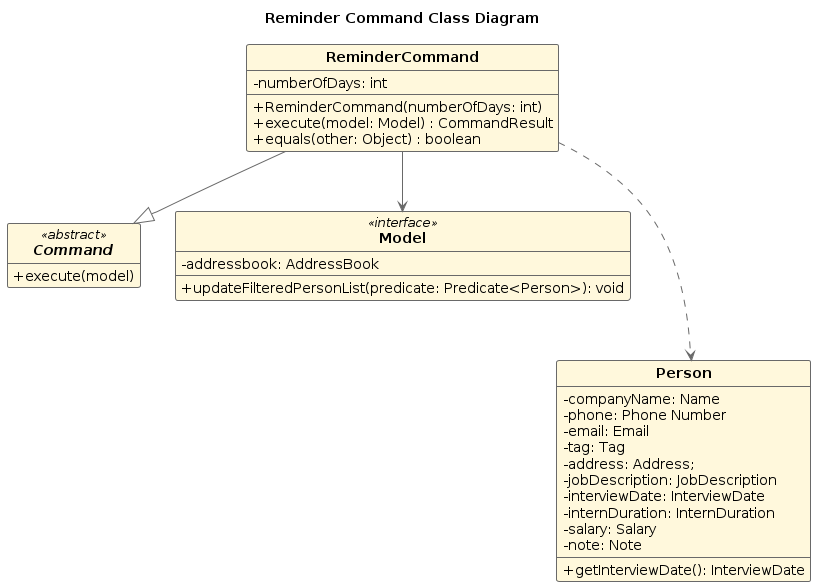 Reminder Command Class Diagram
ReminderCommand
-numberOfDays: int
+ReminderCommand(numberOfDays: int)
+execute(model: Model) : CommandResult
+equals(other: Object) : boolean
«abstract»
Command
+execute(model)
«interface»
Model
-addressbook: AddressBook
+updateFilteredPersonList(predicate: Predicate<Person>): void
Person
-companyName: Name
-phone: Phone Number
-email: Email
-tag: Tag
-address: Address;
-jobDescription: JobDescription
-interviewDate: InterviewDate
-internDuration: InternDuration
-salary: Salary
-note: Note
+getInterviewDate(): InterviewDate